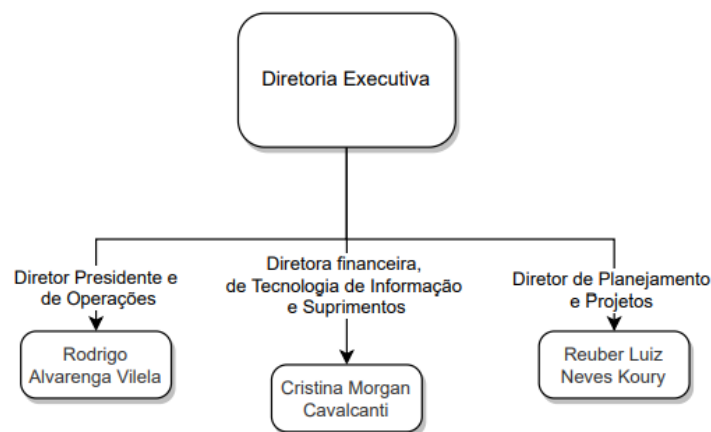 Diretoria Executiva
Diretor Presidente e
de Operações
Rodrigo
Alvarenga Vilela
Diretora financeira,
de Tecnologia de Informação
e Suprimentos
Cristina Morgan
Cavalcanti
Diretor de Planejamento
e Projetos
Reuber Luiz
Neves Koury